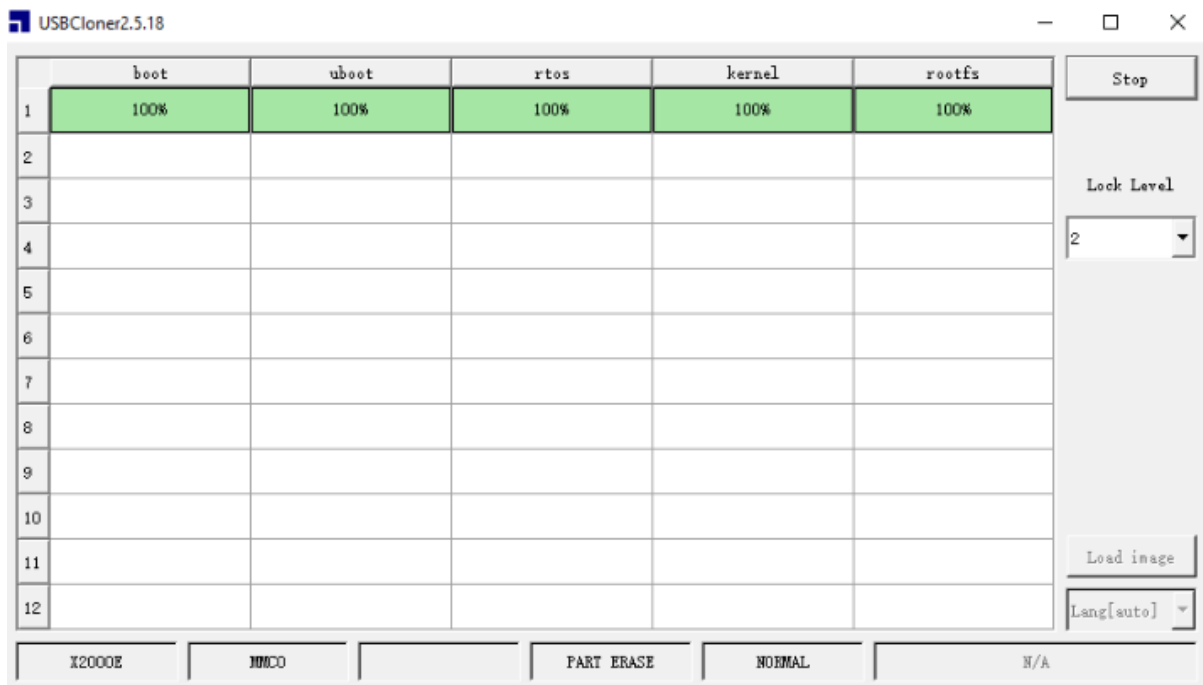 USBCloner2.5.18
boot uboot rtos kernel rootfs
Stop
1 100% 100% 100% 100% 100%
2
3
Lock Level
4
2
5
6
7
8
9
10
11
Load image
12
Lang[auto]
X2000E MMC0 PART ERASE NORMAL N/A